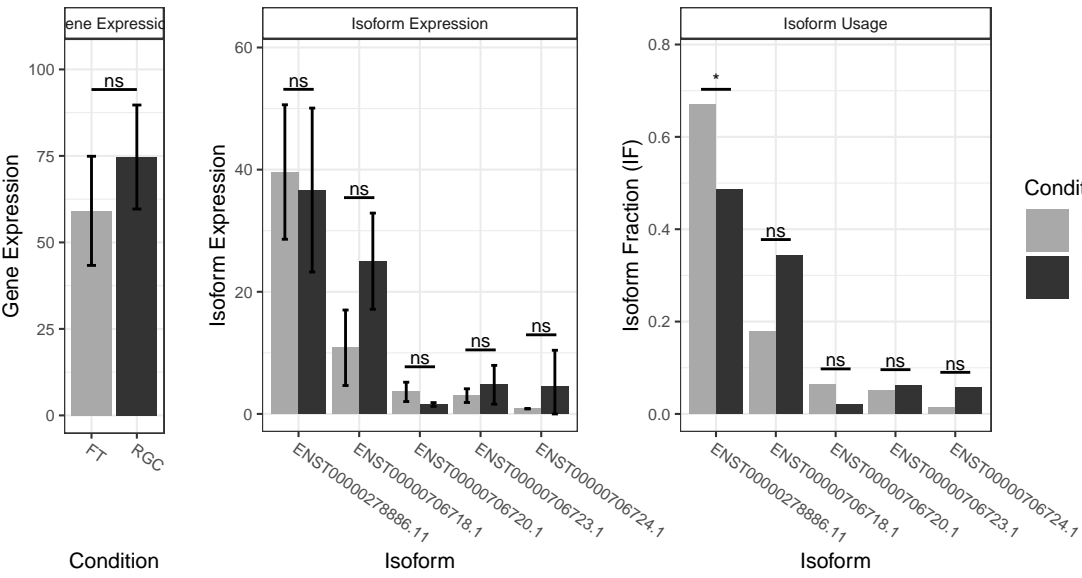 ene Expressio
Isoform Expression
Isoform Usage
Gene Expression
100
75
50
25
0
ns
FT
RGC
Condition
Isoform Expression
60
40
20
0
ns
ns
ns
ns
ns
ENST00000278886.11
ENST00000706718.1
ENST00000706720.1
ENST00000706723.1
ENST00000706724.1
Isoform
Isoform Fraction (IF)
0.8
0.6
0.4
0.2
0.0
*
ns
ns
ns
ns
ENST00000278886.11
ENST00000706718.1
ENST00000706720.1
ENST00000706723.1
ENST00000706724.1
Isoform
Condit